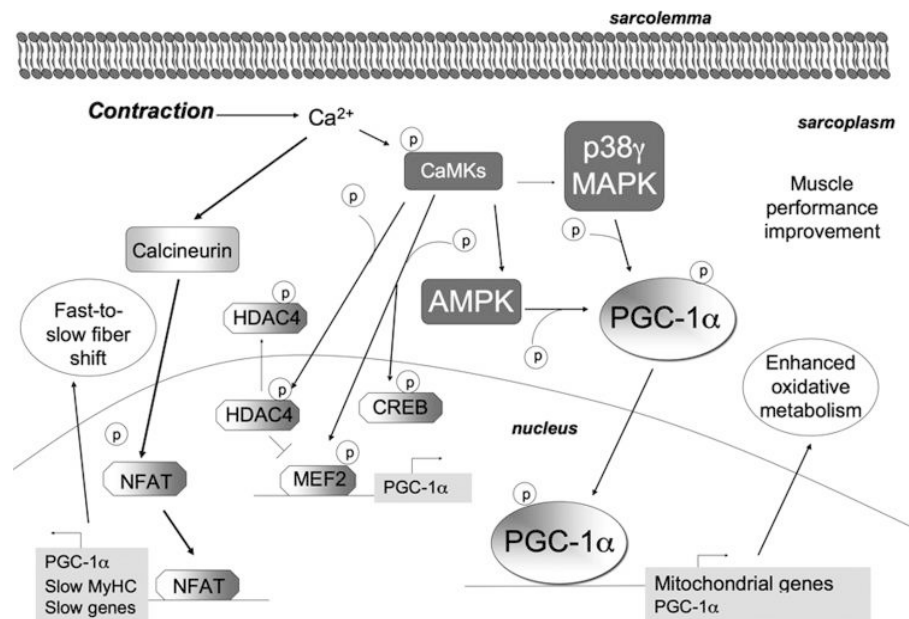 sarcolemma
Contraction
Ca²⁺
sarcoplasm
p
CaMKs
p38γ
MAPK
Muscle
performance
improvement
p
p
p
p
Calcineurin
p
HDAC4
AMPK
PGC-1α
Fast-to-
slow fiber
shift
p
p
HDAC4
p
CREB
Enhanced
oxidative
metabolism
nucleus
p
NFAT
p
MEF2
PGC-1α
p
PGC-1α
PGC-1α
Slow MyHC
Slow genes
NFAT
Mitochondrial genes
PGC-1α